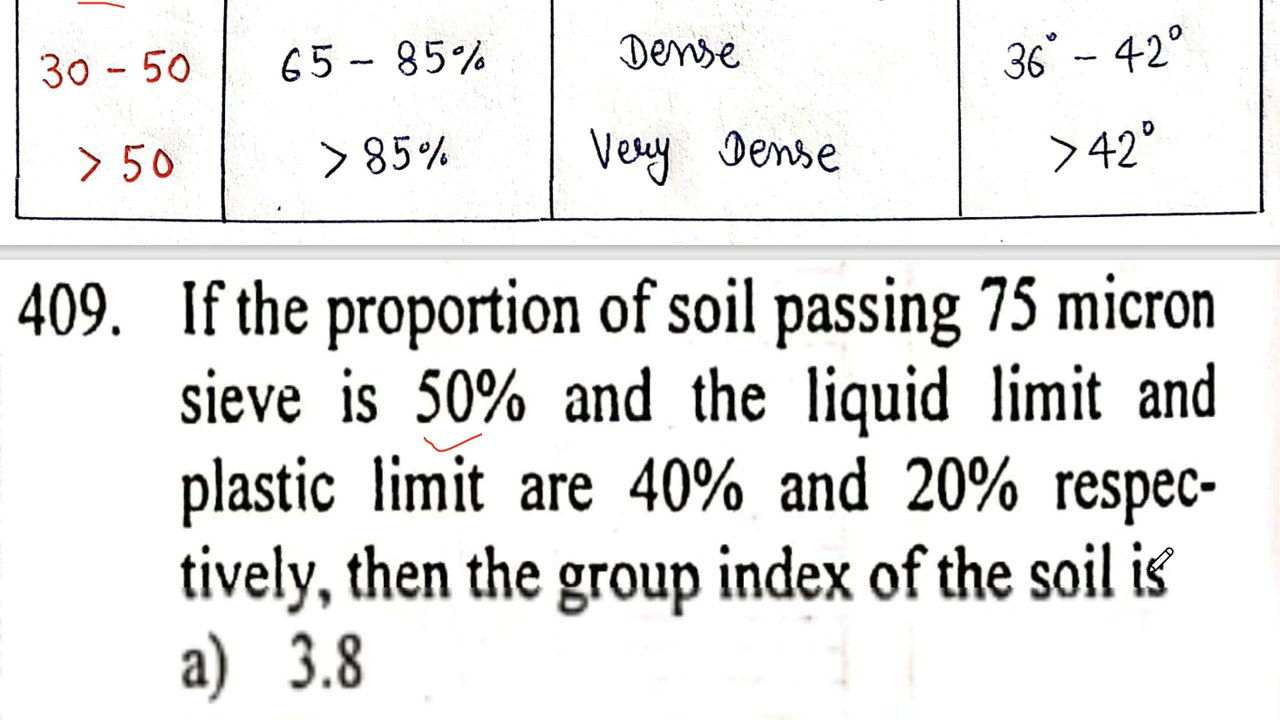 30 - 50 65 - 85% Dense 36° - 42°
> 50 > 85% Very Dense > 42°
409. If the proportion of soil passing 75 micron
sieve is 50% and the liquid limit and
plastic limit are 40% and 20% respec-
tively, then the group index of the soil is
a) 3.8